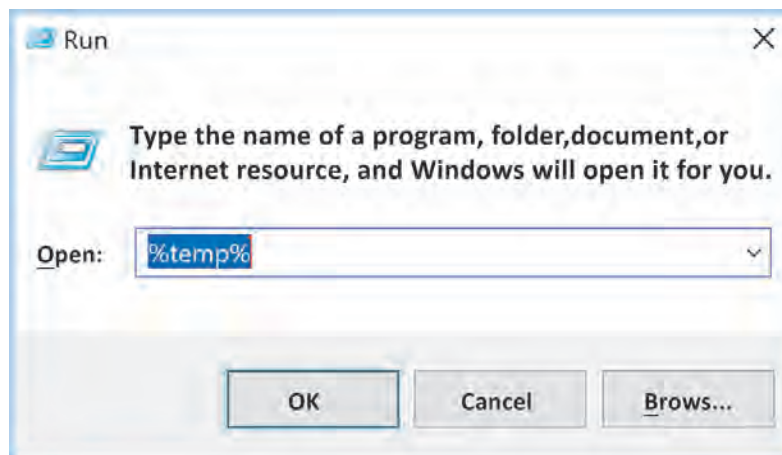 Run
Type the name of a program, folder,document,or
Internet resource, and Windows will open it for you.
Open: %temp%
OK Cancel Brows...